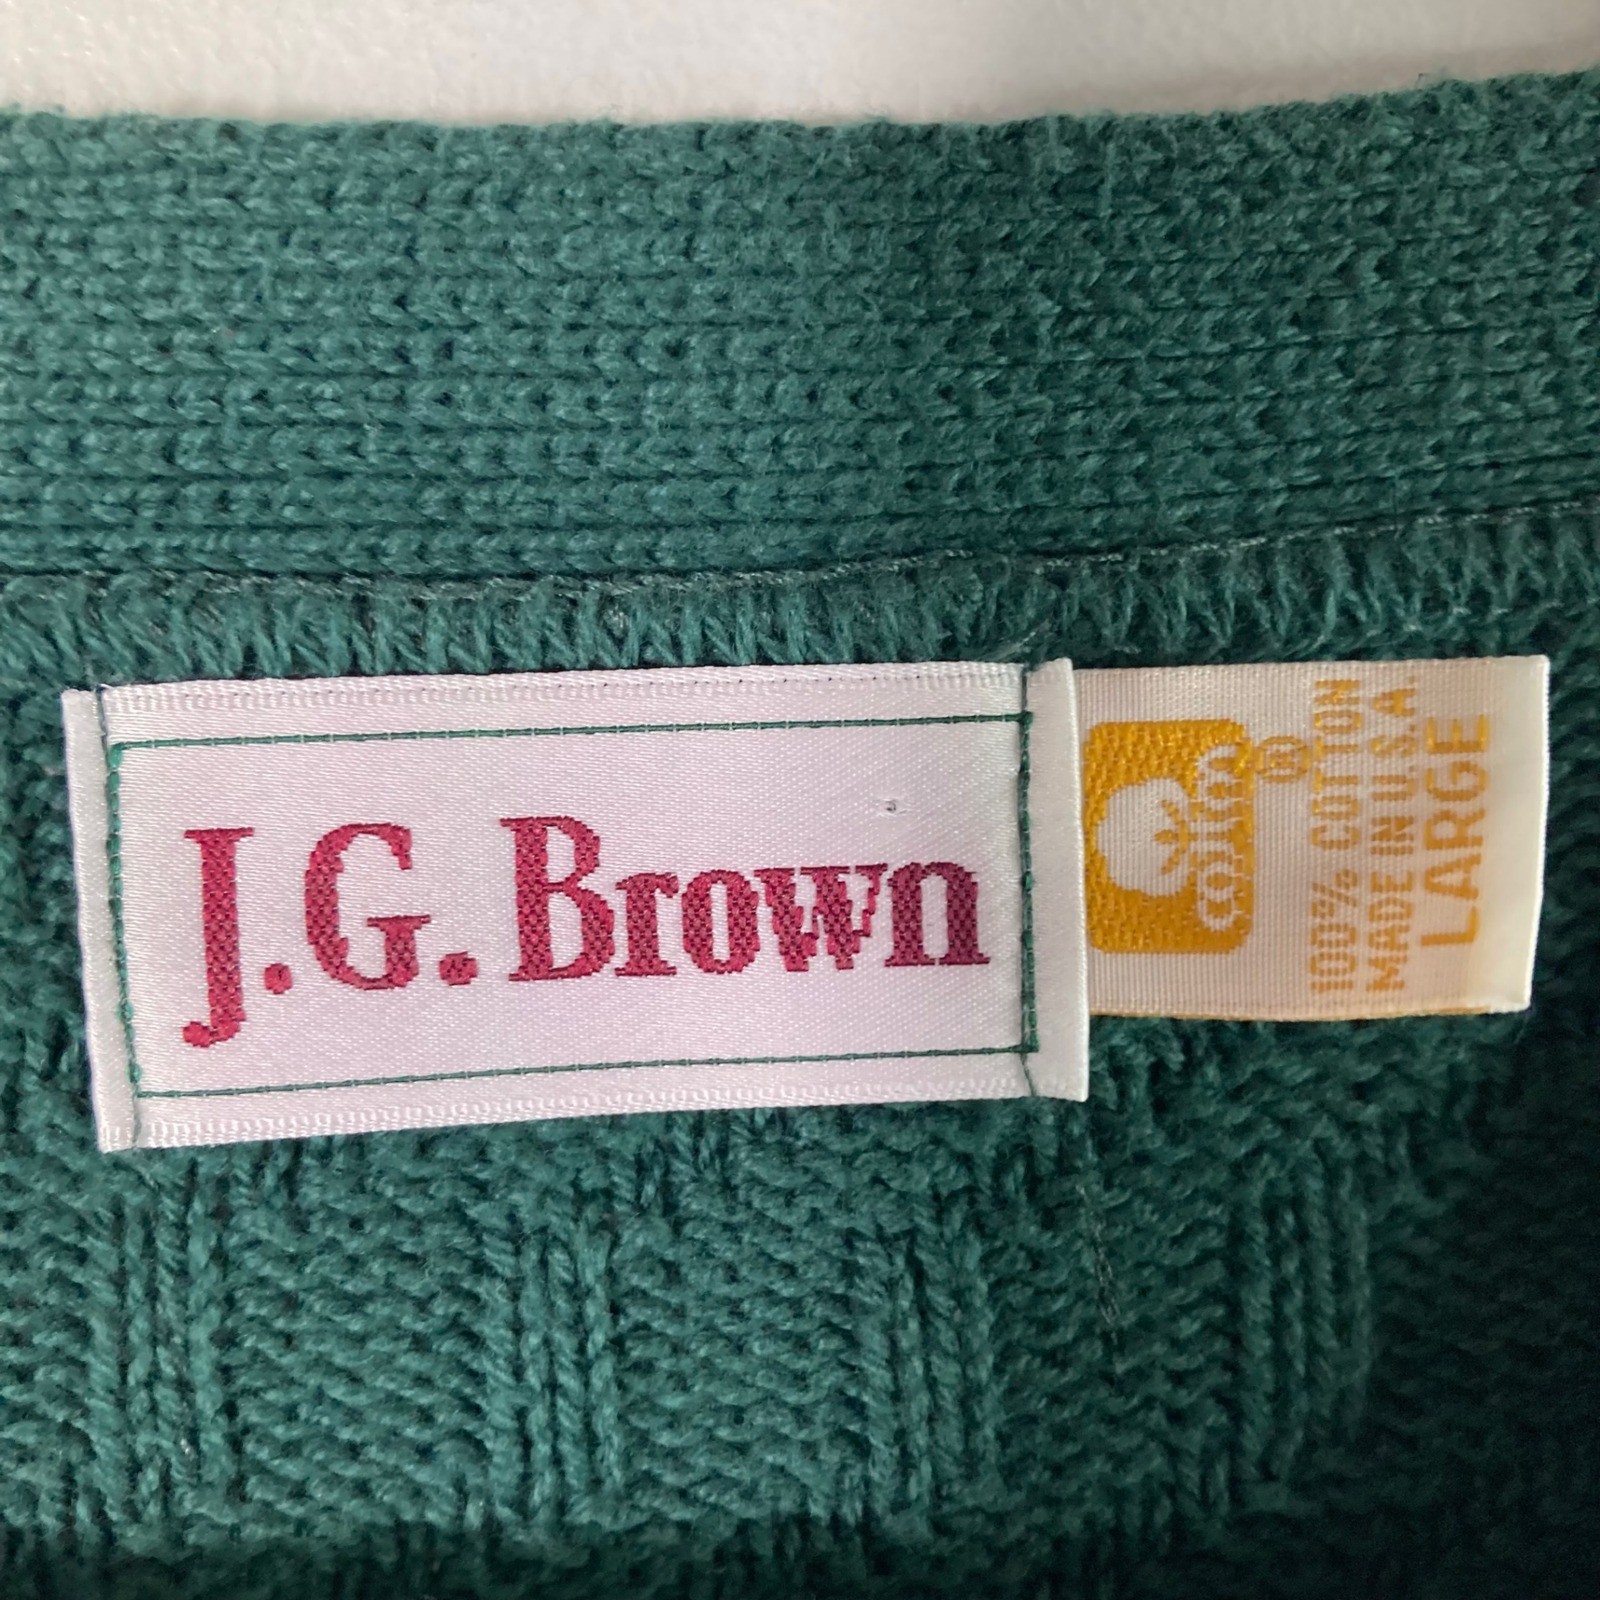 J.G. Brown
cotton ®
100% COTTON
MADE IN U.S.A.
LARGE